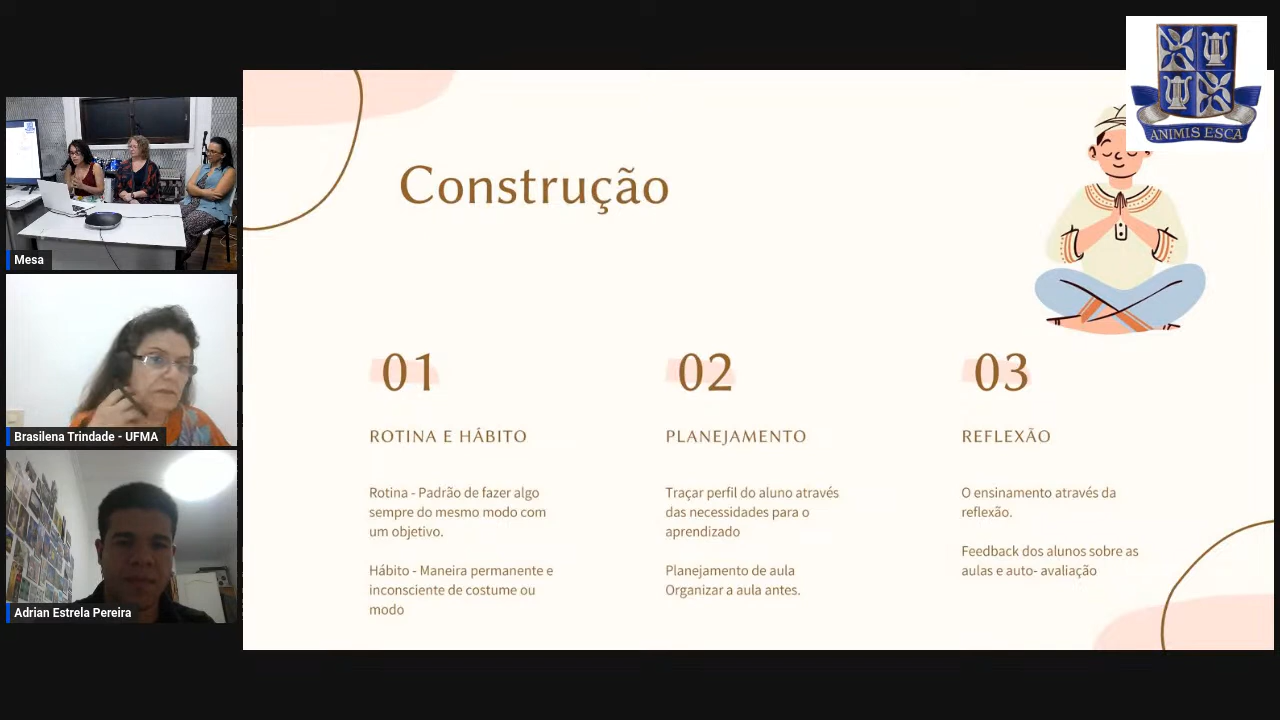 ANIMIS ESCA
Mesa
Brasilena Trindade - UFMA
Adrian Estrela Pereira
Construção
01
ROTINA E HÁBITO
Rotina - Padrão de fazer algo
sempre do mesmo modo com
um objetivo.
Hábito - Maneira permanente e
inconsciente de costume ou
modo
02
PLANEJAMENTO
Traçar perfil do aluno através
das necessidades para o
aprendizado
Planejamento de aula
Organizar a aula antes.
03
REFLEXÃO
O ensinamento através da
reflexão.
Feedback dos alunos sobre as
aulas e auto- avaliação